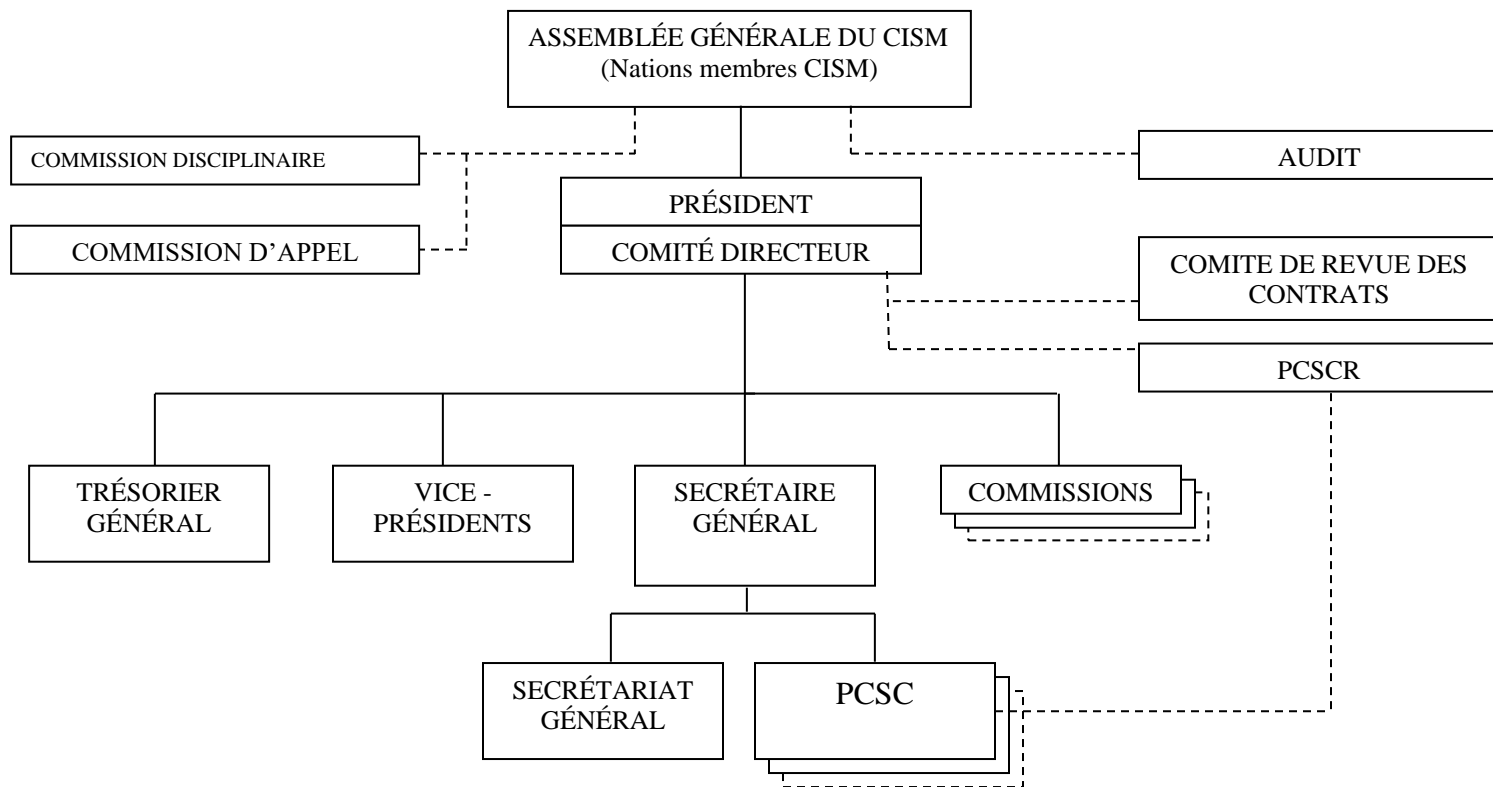 ASSEMBLÉE GÉNÉRALE DU CISM
(Nations membres CISM)
COMMISSION DISCIPLINAIRE
AUDIT
PRÉSIDENT
COMMISSION D’APPEL
COMITÉ DIRECTEUR
COMITE DE REVUE DES
CONTRATS
PCSCR
TRÉSORIER
GÉNÉRAL
VICE -
PRÉSIDENTS
SECRÉTAIRE
GÉNÉRAL
COMMISSIONS
SECRÉTARIAT
GÉNÉRAL
PCSC